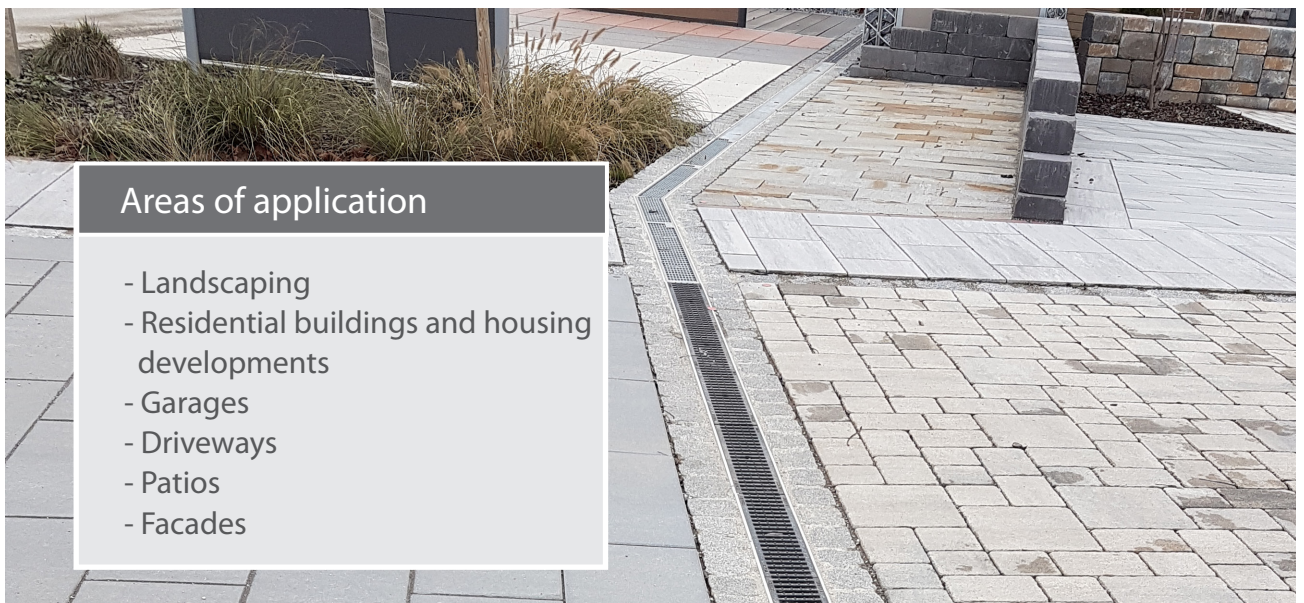 Areas of application
- Landscaping
- Residential buildings and housing
developments
- Garages
- Driveways
- Patios
- Facades